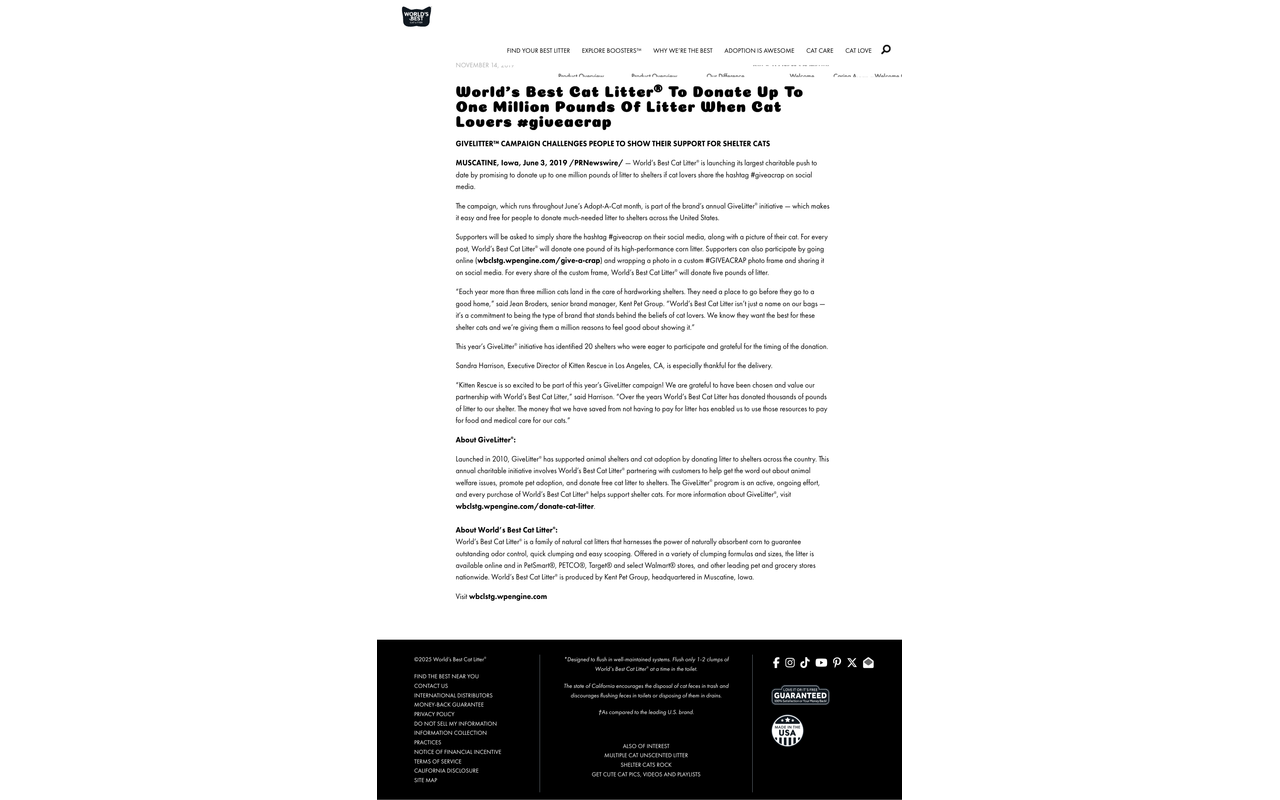 WORLD'S
BEST
FIND YOUR BEST LITTER EXPLORE BOOSTERS™ WHY WE'RE THE BEST ADOPTION IS AWESOME CAT CARE CAT LOVE
NOVEMBER 14,
Product Overview Product Overview Our Difference Welcome Caring A Welcome
World's Best Cat Litter® To Donate Up To
One Million Pounds Of Litter When Cat
Lovers #giveacrap
GIVELITTER™ CAMPAIGN CHALLENGES PEOPLE TO SHOW THEIR SUPPORT FOR SHELTER CATS
MUSCATINE, Iowa, June 3, 2019 /PRNewswire/ — World's Best Cat Litter® is launching its largest charitable push to
date by promising to donate up to one million pounds of litter to shelters if cat lovers share the hashtag #giveacrap on social
media.
The campaign, which runs throughout June's Adopt-A-Cat month, is part of the brand's annual GiveLitter® initiative — which makes
it easy and free for people to donate much-needed litter to shelters across the United States.
Supporters will be asked to simply share the hashtag #giveacrap on their social media, along with a picture of their cat. For every
post, World's Best Cat Litter® will donate one pound of its high-performance corn litter. Supporters can also participate by going
online (wbclstg.wpengine.com/give-a-crap) and wrapping a photo in a custom #GIVEACRAP photo frame and sharing it
on social media. For every share of the custom frame, World's Best Cat Litter® will donate five pounds of litter.
"Each year more than three million cats land in the care of hardworking shelters. They need a place to go before they go to a
good home," said Jean Broders, senior brand manager, Kent Pet Group. "World's Best Cat Litter isn't just a name on our bags —
it's a commitment to being the type of brand that stands behind the beliefs of cat lovers. We know they want the best for these
shelter cats and we're giving them a million reasons to feel good about showing it."
This year's GiveLitter® initiative has identified 20 shelters who were eager to participate and grateful for the timing of the donation.
Sandra Harrison, Executive Director of Kitten Rescue in Los Angeles, CA, is especially thankful for the delivery.
"Kitten Rescue is so excited to be part of this year's GiveLitter campaign! We are grateful to have been chosen and value our
partnership with World's Best Cat Litter," said Harrison. "Over the years World's Best Cat Litter has donated thousands of pounds
of litter to our shelter. The money that we have saved from not having to pay for litter has enabled us to use those resources to pay
for food and medical care for our cats."
About GiveLitter®:
Launched in 2010, GiveLitter® has supported animal shelters and cat adoption by donating litter to shelters across the country. This
annual charitable initiative involves World's Best Cat Litter® partnering with customers to help get the word out about animal
welfare issues, promote pet adoption, and donate free cat litter to shelters. The GiveLitter® program is an active, ongoing effort,
and every purchase of World's Best Cat Litter® helps support shelter cats. For more information about GiveLitter®, visit
wbclstg.wpengine.com/donate-cat-litter.
About World's Best Cat Litter®:
World's Best Cat Litter® is a family of natural cat litters that harnesses the power of naturally absorbent corn to guarantee
outstanding odor control, quick clumping and easy scooping. Offered in a variety of clumping formulas and sizes, the litter is
available online and in PetSmart®, PETCO®, Target® and select Walmart® stores, and other leading pet and grocery stores
nationwide. World's Best Cat Litter® is produced by Kent Pet Group, headquartered in Muscatine, Iowa.
Visit wbclstg.wpengine.com
©2025 World's Best Cat Litter®
FIND THE BEST NEAR YOU
CONTACT US
INTERNATIONAL DISTRIBUTORS
MONEY-BACK GUARANTEE
PRIVACY POLICY
DO NOT SELL MY INFORMATION
INFORMATION COLLECTION
PRACTICES
NOTICE OF FINANCIAL INCENTIVE
TERMS OF SERVICE
CALIFORNIA DISCLOSURE
SITE MAP
*Designed to flush in well-maintained systems. Flush only 1-2 clumps of
World's Best Cat Litter® at a time in the toilet.
The state of California encourages the disposal of cat feces in trash and
discourages flushing feces in toilets or disposing of them in drains.
†As compared to the leading U.S. brand.
ALSO OF INTEREST
MULTIPLE CAT UNSCENTED LITTER
SHELTER CATS ROCK
GET CUTE CAT PICS, VIDEOS AND PLAYLISTS
LOVE IT OR IT'S FREE
GUARANTEED
100% Satisfaction or Your Money Back
MADE IN THE
USA